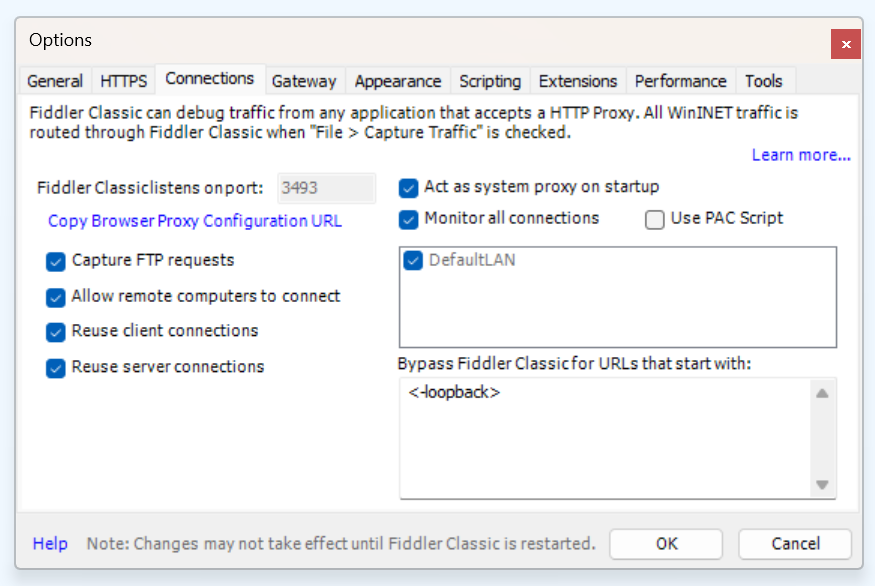 Options
General HTTPS Connections Gateway Appearance Scripting Extensions Performance Tools
Fiddler Classic can debug traffic from any application that accepts a HTTP Proxy. All WinINET traffic is
routed through Fiddler Classic when "File > Capture Traffic" is checked.
Learn more...
Fiddler Classic listens on port: 3493
Copy Browser Proxy Configuration URL
Capture FTP requests
Allow remote computers to connect
Reuse client connections
Reuse server connections
Act as system proxy on startup
Monitor all connections Use PAC Script
DefaultLAN
Bypass Fiddler Classic for URLs that start with:
<-loopback>
Help Note: Changes may not take effect until Fiddler Classic is restarted. OK Cancel